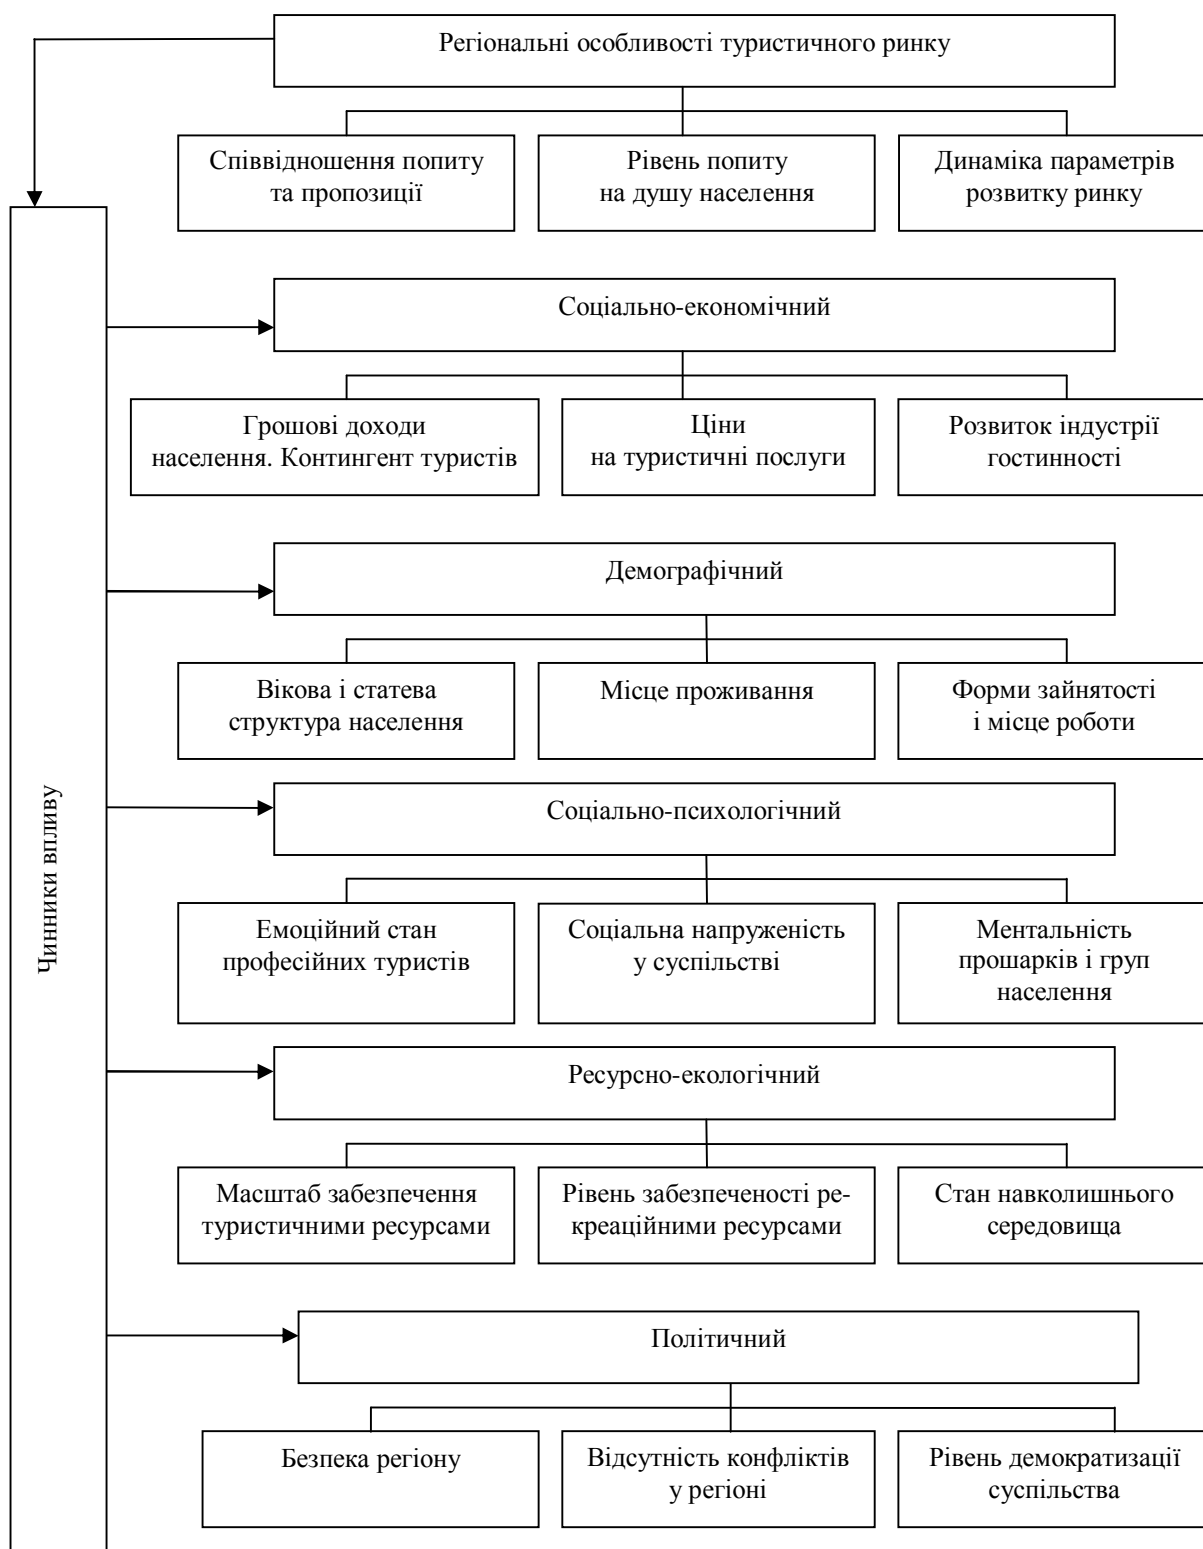 Регіональні особливості туристичного ринку
Співвідношення попиту
та пропозиції
Рівень попиту
на душу населення
Динаміка параметрів
розвитку ринку
Чинники впливу
Соціально-економічний
Грошові доходи
населення. Контингент туристів
Ціни
на туристичні послуги
Розвиток індустрії
гостинності
Демографічний
Вікова і статева
структура населення
Місце проживання
Форми зайнятості
і місце роботи
Соціально-психологічний
Емоційний стан
професійних туристів
Соціальна напруженість
у суспільстві
Ментальність
прошарків і груп
населення
Ресурсно-екологічний
Масштаб забезпечення
туристичними ресурсами
Рівень забезпеченості ре-
креаційними ресурсами
Стан навколишнього
середовища
Політичний
Безпека регіону
Відсутність конфліктів
у регіоні
Рівень демократизації
суспільства